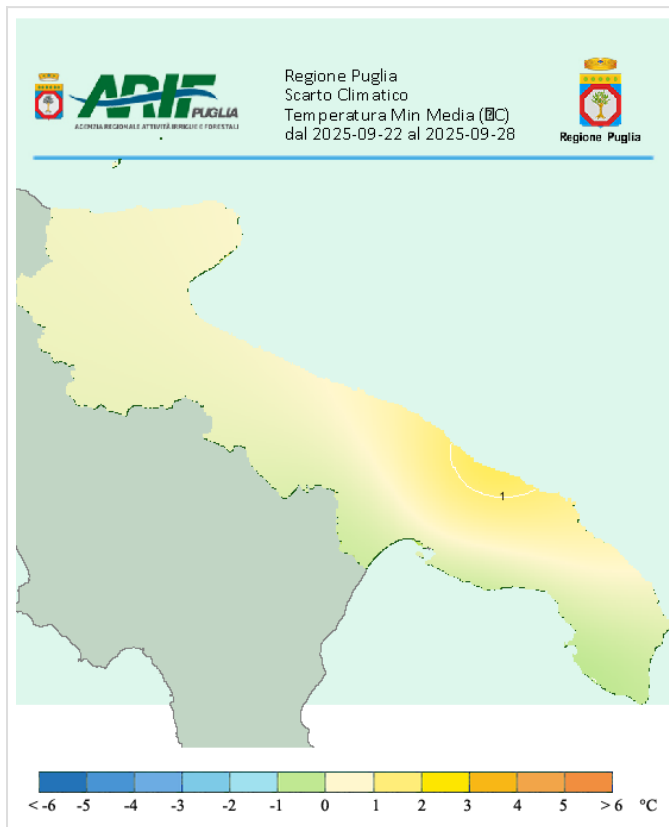 ARIF
PUGLIA
AGENZIA REGIONALE ATTIVITÀ IRRIGUE E FORESTALI
Regione Puglia
Scarto Climatico
Temperatura Min Media (�C)
dal 2025-09-22 al 2025-09-28
Regione Puglia
1
< -6 -5 -4 -3 -2 -1 0 1 2 3 4 5 > 6 °C